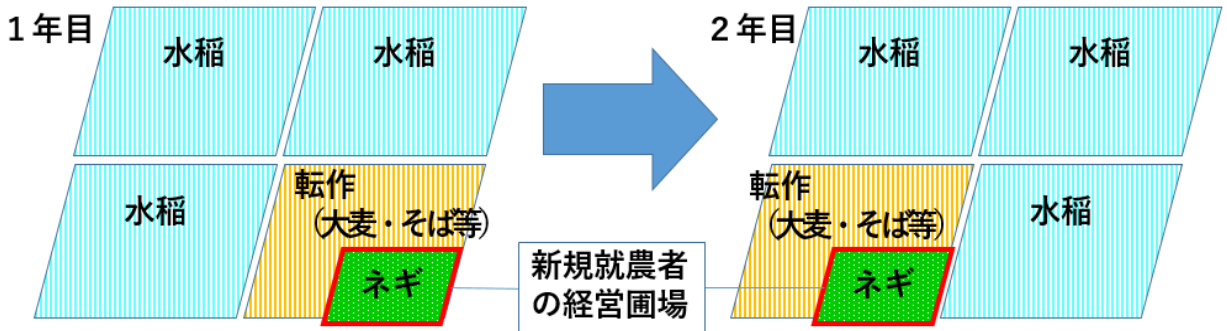 1年目
水稲
水稲
水稲
転作
(大麦・そば等)
ネギ
新規就農者
の経営圃場
2年目
水稲
水稲
転作
(大麦・そば等)
水稲
ネギ